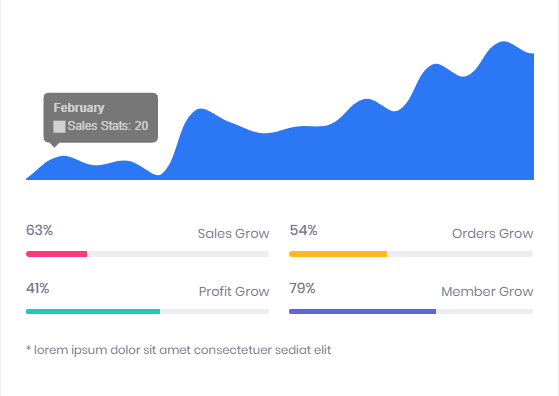 February
Sales Stats: 20
63% Sales Grow
54% Orders Grow
41% Profit Grow
79% Member Grow
* lorem ipsum dolor sit amet consectetuer sediat elit